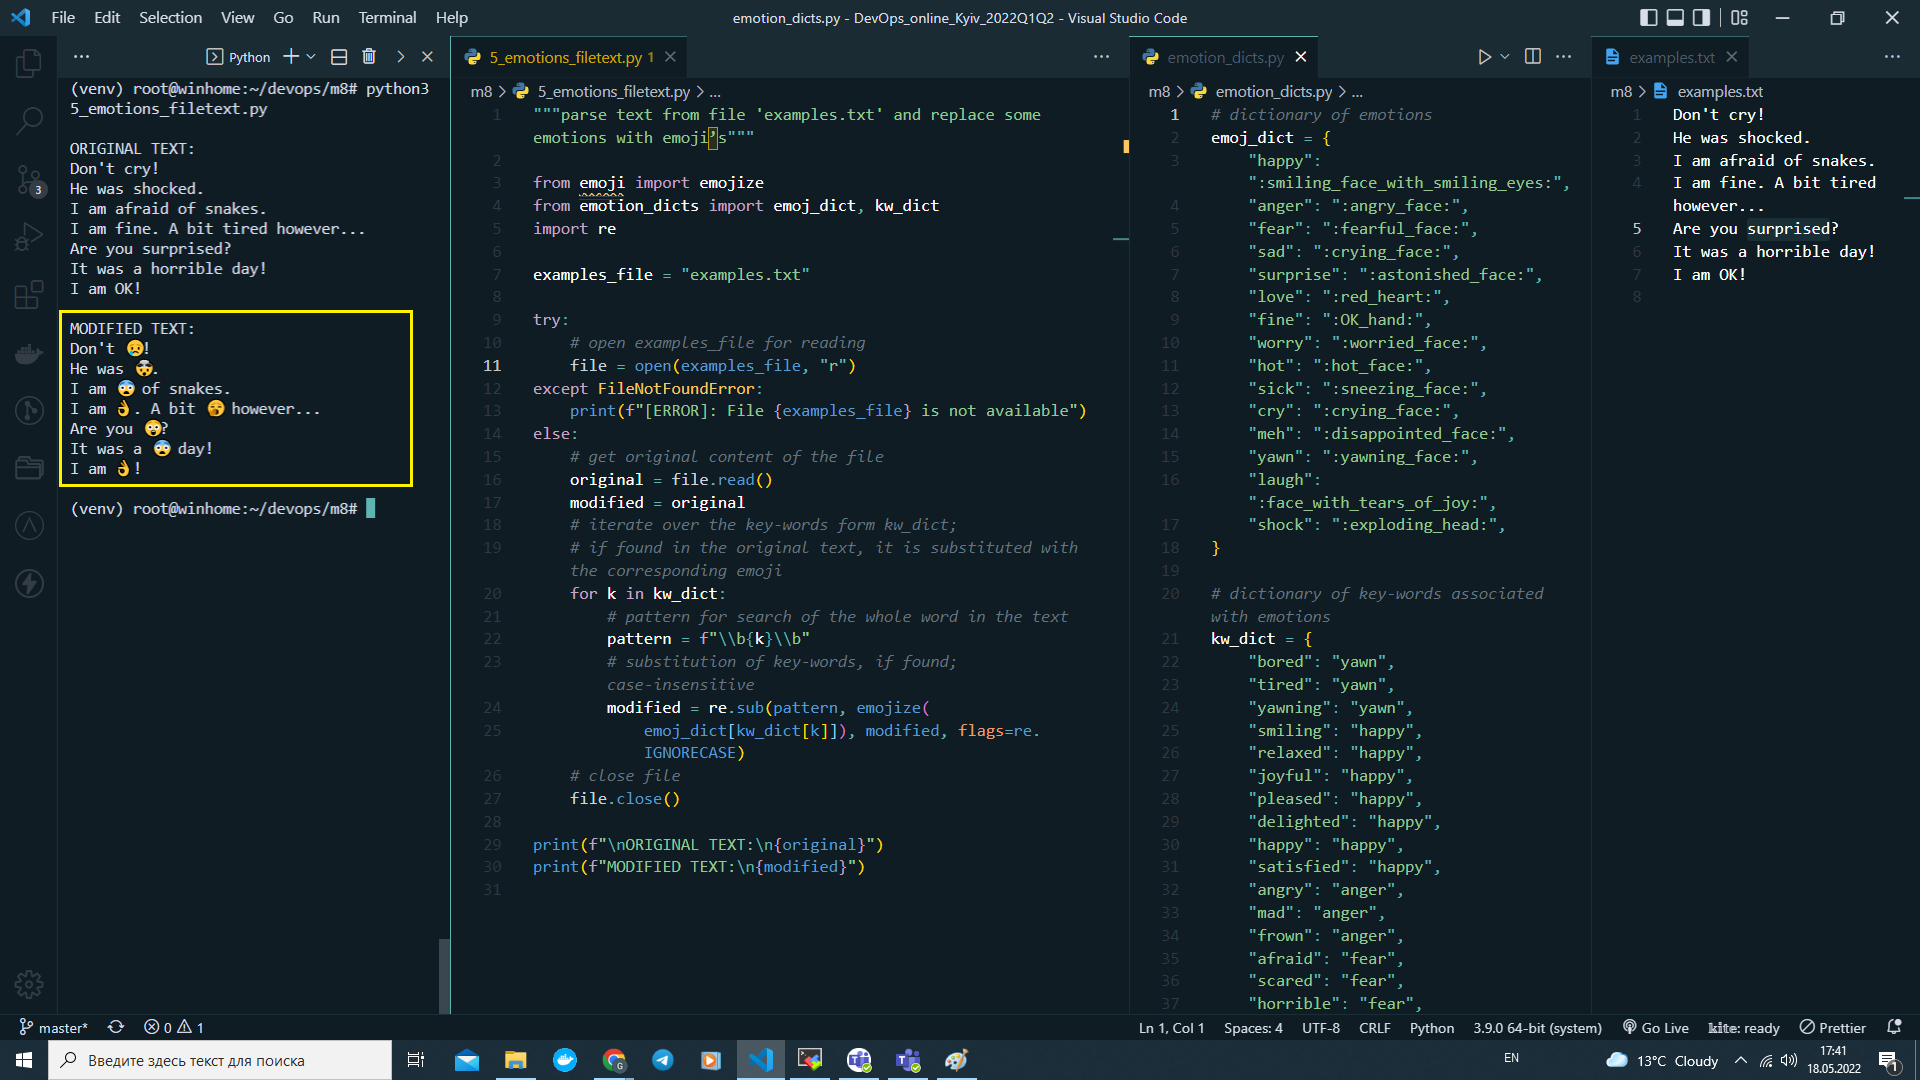 File Edit Selection View Go Run Terminal Help
emotion_dicts.py - DevOps_online_Kyiv_2022Q1Q2 - Visual Studio Code
Python
(venv) root@winhome:~/devops/m8# python3
5_emotions_filetext.py
ORIGINAL TEXT:
Don't cry!
He was shocked.
I am afraid of snakes.
I am fine. A bit tired however...
Are you surprised?
It was a horrible day!
I am OK!
MODIFIED TEXT:
Don't 😥!
He was 🤯.
I am 😨 of snakes.
I am 👌. A bit 🥱 however...
Are you 😲?
It was a 😨 day!
I am 👌!
(venv) root@winhome:~/devops/m8#
3
5_emotions_filetext.py 1
m8 > 5_emotions_filetext.py > ...
1 """parse text from file 'examples.txt' and replace some
emotions with emoji’s"""
2
3 from emoji import emojize
4 from emotion_dicts import emoj_dict, kw_dict
5 import re
6
7 examples_file = "examples.txt"
8
9 try:
10 # open examples_file for reading
11 file = open(examples_file, "r")
12 except FileNotFoundError:
13 print(f"[ERROR]: File {examples_file} is not available")
14 else:
15 # get original content of the file
16 original = file.read()
17 modified = original
18 # iterate over the key-words form kw_dict;
19 # if found in the original text, it is substituted with
the corresponding emoji
20 for k in kw_dict:
21 # pattern for search of the whole word in the text
22 pattern = f"\\b{k}\\b"
23 # substitution of key-words, if found;
case-insensitive
24 modified = re.sub(pattern, emojize(
25 emoj_dict[kw_dict[k]]), modified, flags=re.
IGNORECASE)
26 # close file
27 file.close()
28
29 print(f"\nORIGINAL TEXT:\n{original}")
30 print(f"MODIFIED TEXT:\n{modified}")
31
emotion_dicts.py
m8 > emotion_dicts.py > ...
1 # dictionary of emotions
2 emoj_dict = {
3 "happy":
":smiling_face_with_smiling_eyes:",
4 "anger": ":angry_face:",
5 "fear": ":fearful_face:",
6 "sad": ":crying_face:",
7 "surprise": ":astonished_face:",
8 "love": ":red_heart:",
9 "fine": ":OK_hand:",
10 "worry": ":worried_face:",
11 "hot": ":hot_face:",
12 "sick": ":sneezing_face:",
13 "cry": ":crying_face:",
14 "meh": ":disappointed_face:",
15 "yawn": ":yawning_face:",
16 "laugh":
":face_with_tears_of_joy:",
17 "shock": ":exploding_head:",
18 }
19
20 # dictionary of key-words associated
with emotions
21 kw_dict = {
22 "bored": "yawn",
23 "tired": "yawn",
24 "yawning": "yawn",
25 "smiling": "happy",
26 "relaxed": "happy",
27 "joyful": "happy",
28 "pleased": "happy",
29 "delighted": "happy",
30 "happy": "happy",
31 "satisfied": "happy",
32 "angry": "anger",
33 "mad": "anger",
34 "frown": "anger",
35 "afraid": "fear",
36 "scared": "fear",
37 "horrible": "fear",
examples.txt
m8 > examples.txt
1 Don't cry!
2 He was shocked.
3 I am afraid of snakes.
4 I am fine. A bit tired
however...
5 Are you surprised?
6 It was a horrible day!
7 I am OK!
8
master* 0 1
Ln 1, Col 1 Spaces: 4 UTF-8 CRLF Python 3.9.0 64-bit (system) Go Live kite: ready Prettier
Введите здесь текст для поиска
EN
13°C Cloudy
17:41
18.05.2022
1